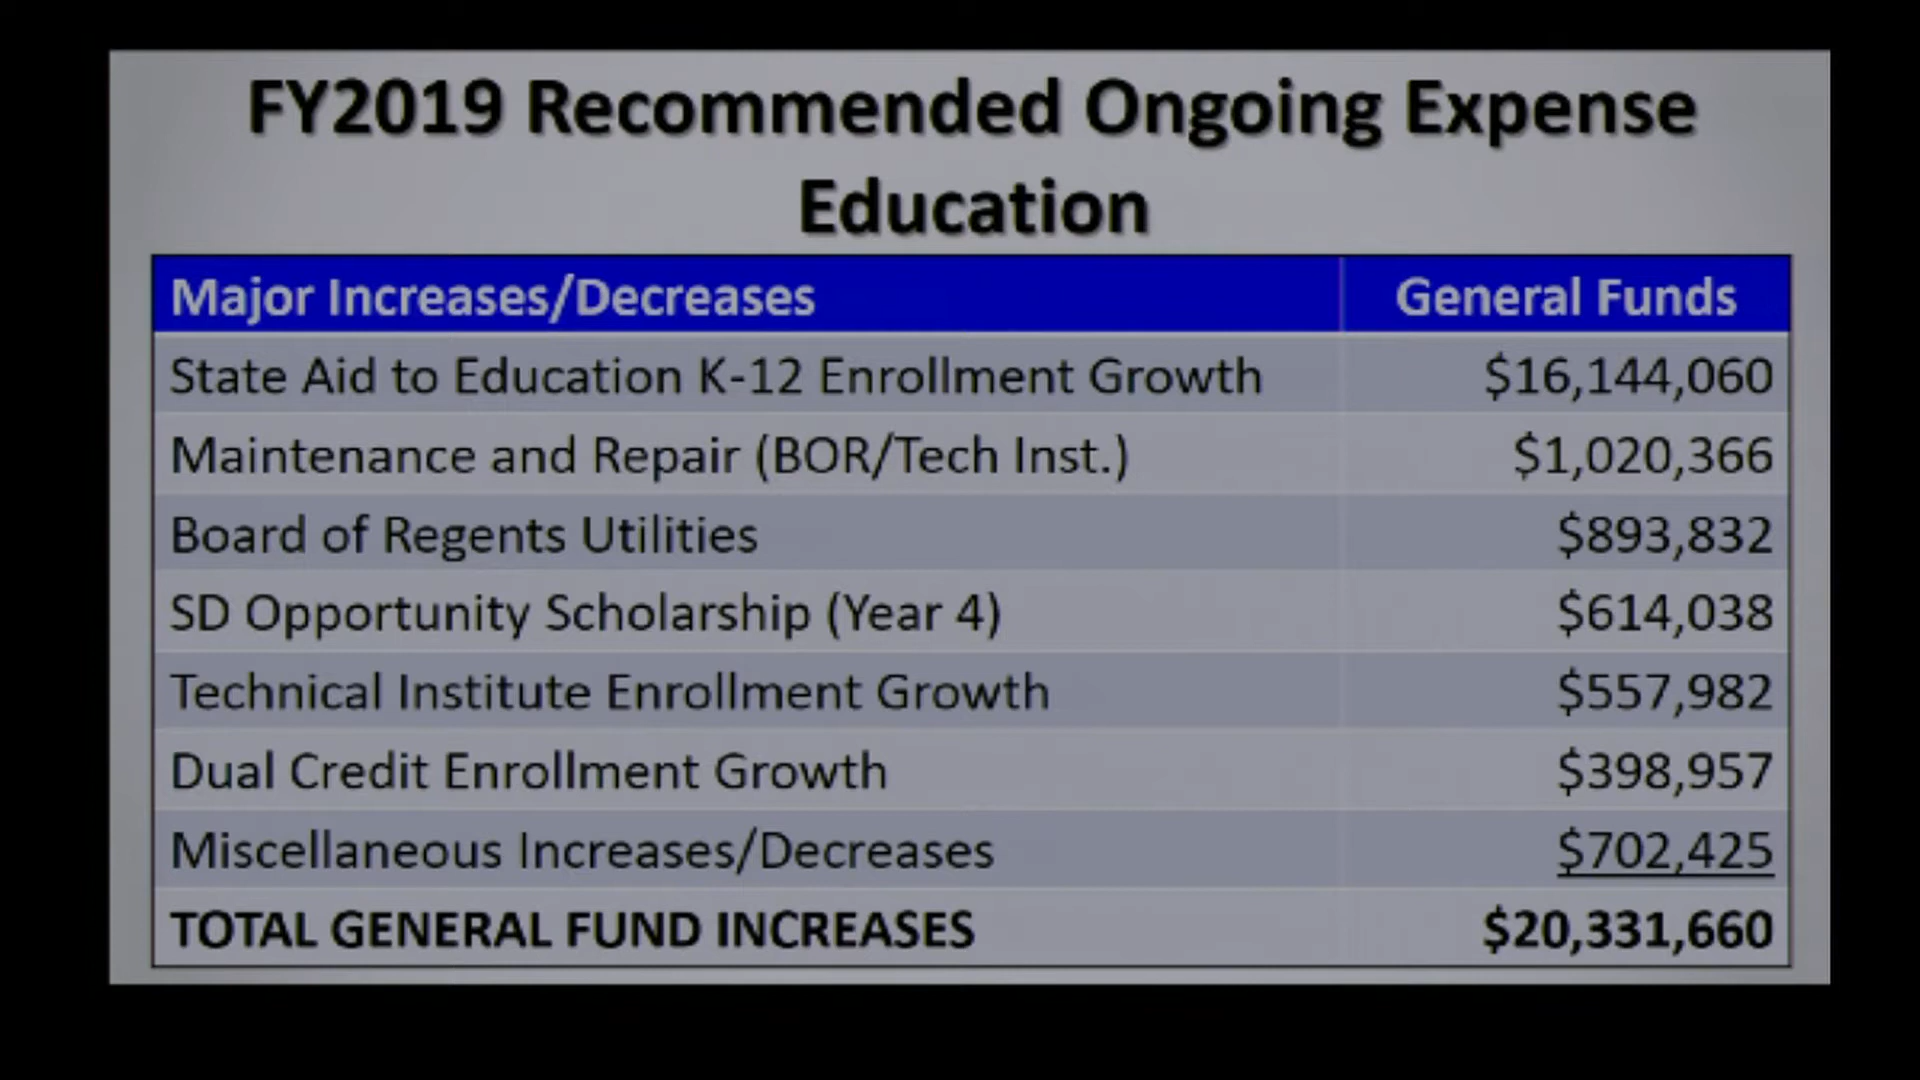 FY2019 Recommended Ongoing Expense
Education
Major Increases/Decreases General Funds
State Aid to Education K-12 Enrollment Growth $16,144,060
Maintenance and Repair (BOR/Tech Inst.) $1,020,366
Board of Regents Utilities $893,832
SD Opportunity Scholarship (Year 4) $614,038
Technical Institute Enrollment Growth $557,982
Dual Credit Enrollment Growth $398,957
Miscellaneous Increases/Decreases $702,425
TOTAL GENERAL FUND INCREASES $20,331,660